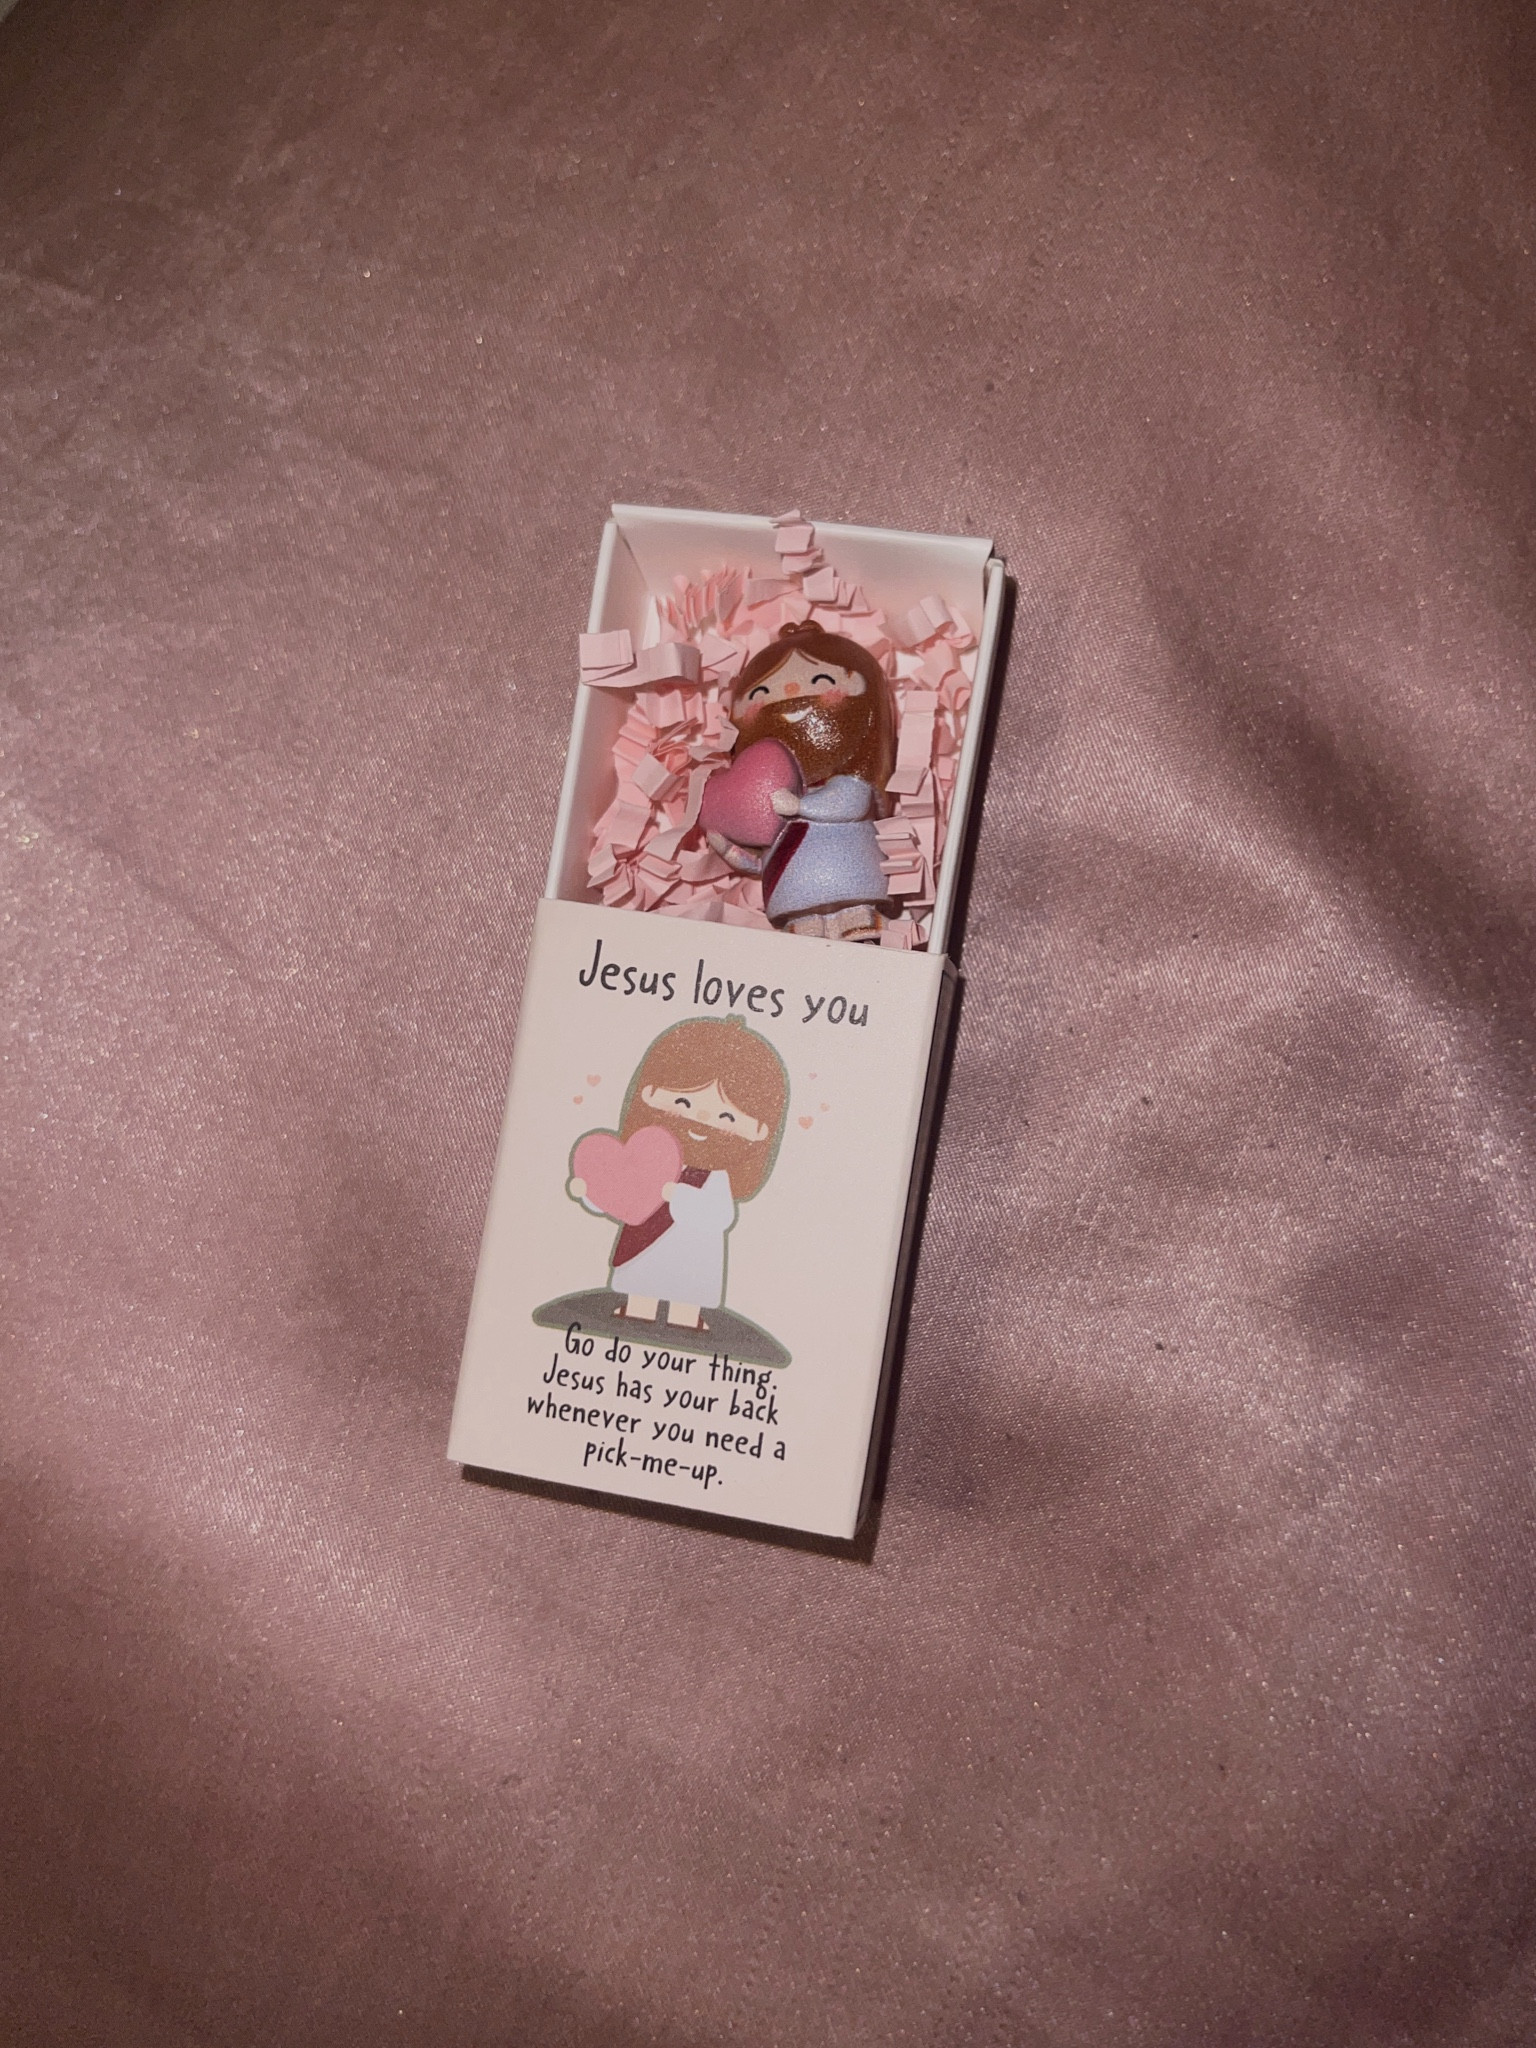 Jesus loves you
Go do your thing.
Jesus has your back
whenever you need a
pick-me-up.